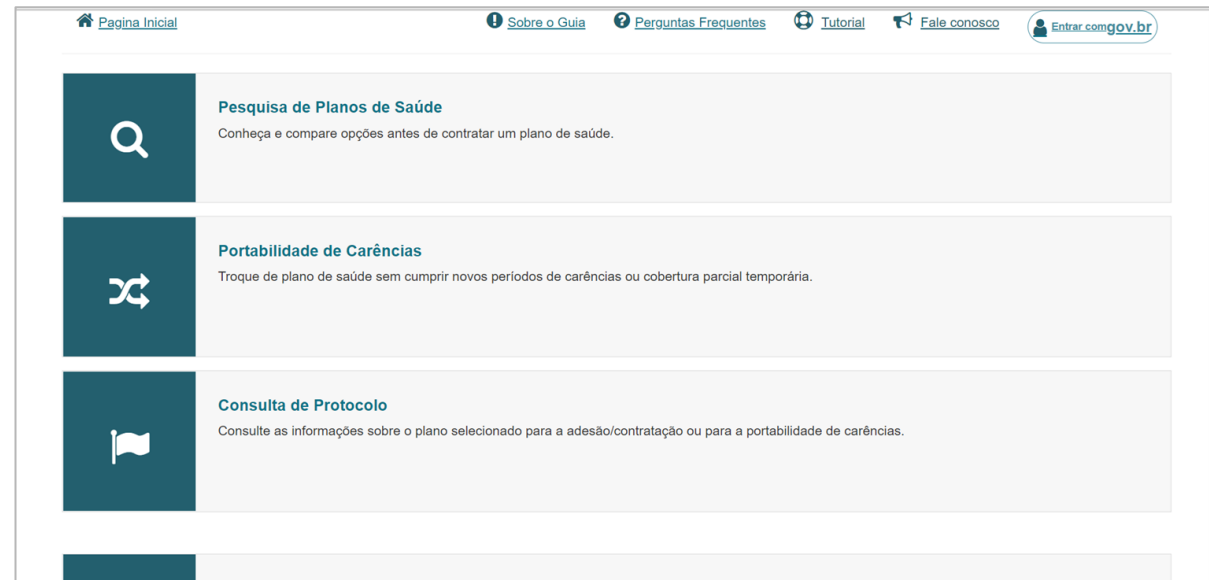 Pagina Inicial
Sobre o Guia
Perguntas Frequentes
Tutorial
Fale conosco
Entrar com gov.br
Pesquisa de Planos de Saúde
Conheça e compare opções antes de contratar um plano de saúde.
Portabilidade de Carências
Troque de plano de saúde sem cumprir novos períodos de carências ou cobertura parcial temporária.
Consulta de Protocolo
Consulte as informações sobre o plano selecionado para a adesão/contratação ou para a portabilidade de carências.